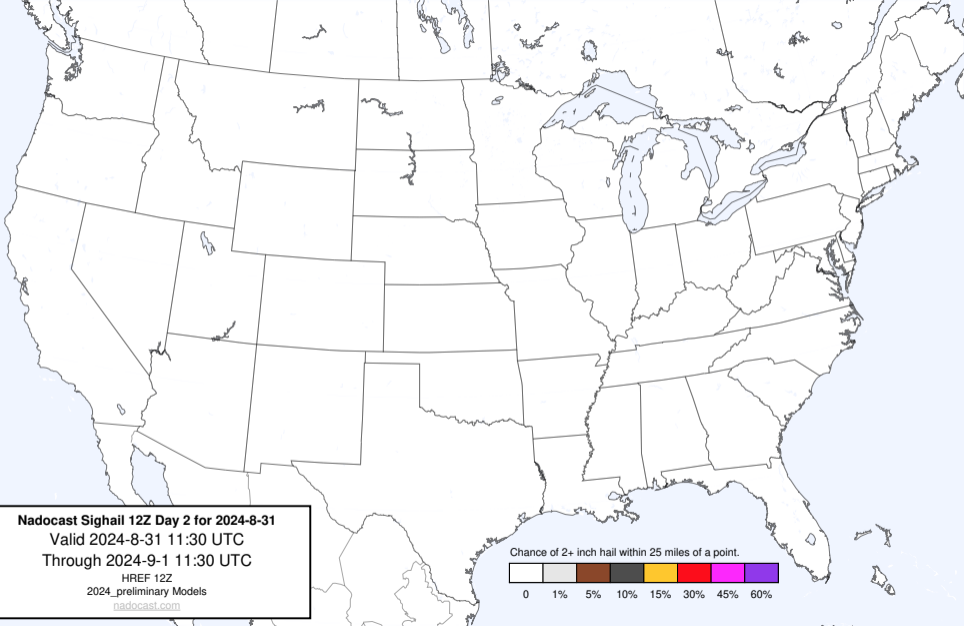 Nadocast Sighail 12Z Day 2 for 2024-8-31
Valid 2024-8-31 11:30 UTC
Through 2024-9-1 11:30 UTC
HREF 12Z
2024_preliminary Models
nadocast.com
Chance of 2+ inch hail within 25 miles of a point.
0 1% 5% 10% 15% 30% 45% 60%